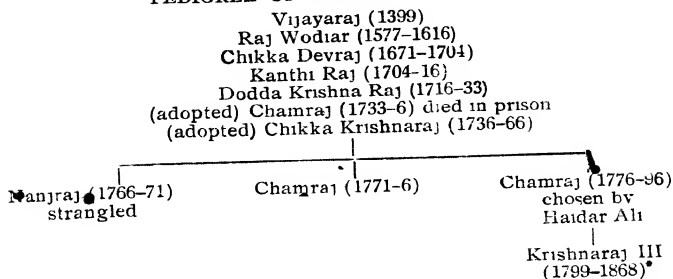 Vijayaraj (1399)
Raj Wodiar (1577–1616)
Chikka Devraj (1671–1704)
Kanthi Raj (1704–16)
Dodda Krishna Raj (1716–33)
(adopted) Chamraj (1733–6) died in prison
(adopted) Chikka Krishnaraj (1736–66)
Nanjraj (1766–71)
strangled
Chamraj (1771–6)
Chamraj (1776–96)
chosen by
Haidar Ali
Krishnaraj III
(1799–1868)